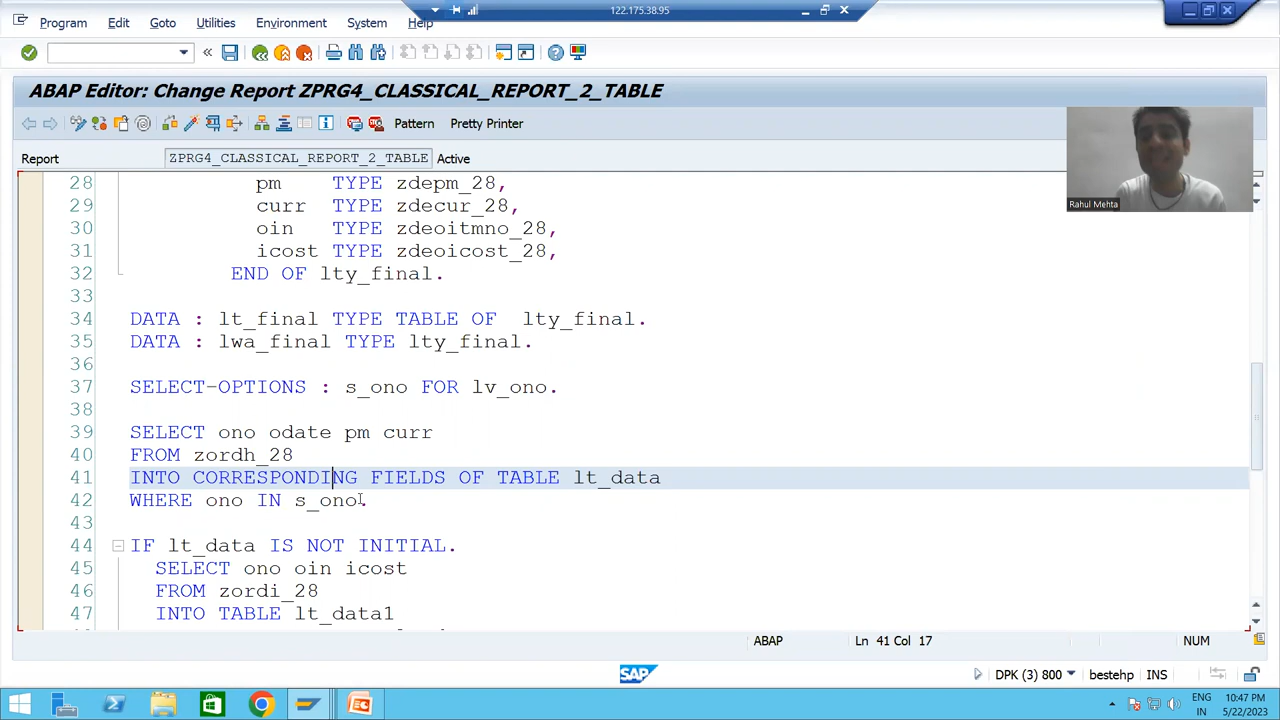 122.175.38.95
Program Edit Goto Utilities Environment System Help
ABAP Editor: Change Report ZPRG4_CLASSICAL_REPORT_2_TABLE
Pattern Pretty Printer
Report ZPRG4_CLASSICAL_REPORT_2_TABLE Active
Rahul Mehta
28 pm TYPE zdepm_28,
29 curr TYPE zdecur_28,
30 oin TYPE zdeoitmno_28,
31 icost TYPE zdeoicost_28,
32 END OF lty_final.
33
34 DATA : lt_final TYPE TABLE OF lty_final.
35 DATA : lwa_final TYPE lty_final.
36
37 SELECT-OPTIONS : s_ono FOR lv_ono.
38
39 SELECT ono odate pm curr
40 FROM zordh_28
41 INTO CORRESPONDING FIELDS OF TABLE lt_data
42 WHERE ono IN s_ono.
43
44 IF lt_data IS NOT INITIAL.
45 SELECT ono oin icost
46 FROM zordi_28
47 INTO TABLE lt_data1
ABAP Ln 41 Col 17 NUM
SAP DPK (3) 800 bestehp INS
ENG 10:47 PM
IN 5/22/2023